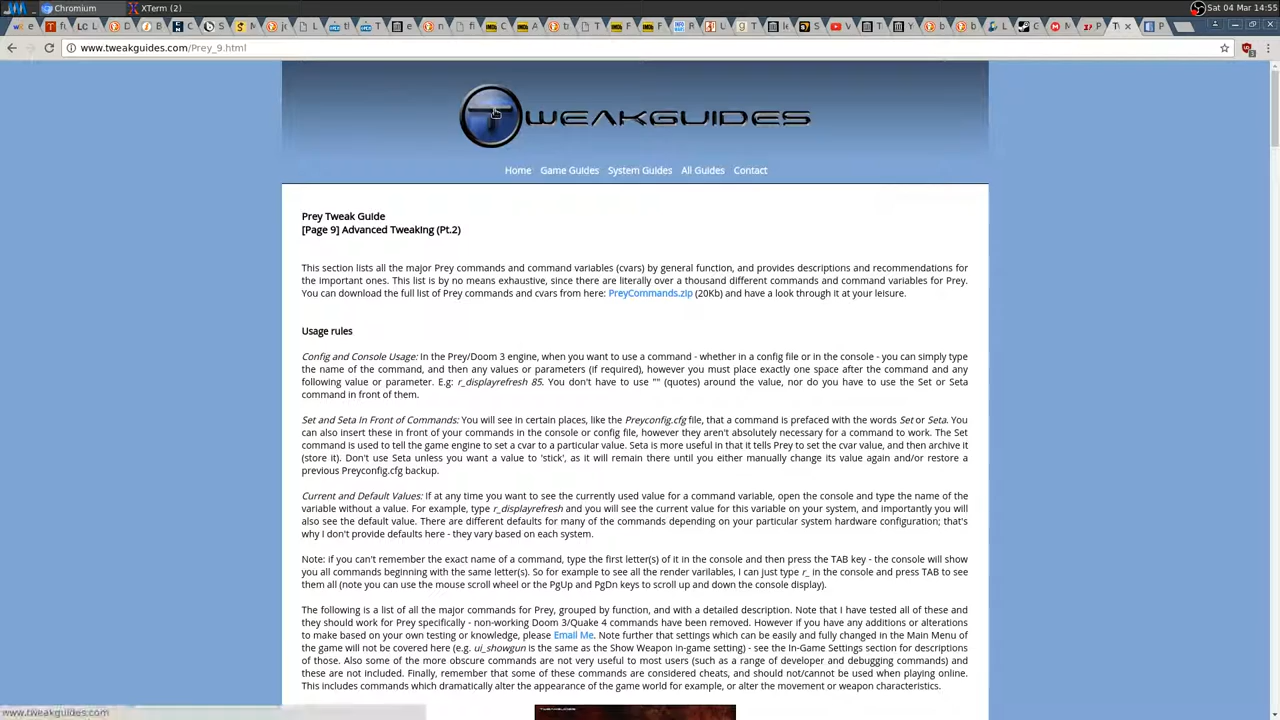 Chromium
XTerm (2)
Sat 04 Mar 14:55
www.tweakguides.com/Prey_9.html
TWEAKGUIDES
Home Game Guides System Guides All Guides Contact
Prey Tweak Guide
[Page 9] Advanced Tweaking (Pt.2)
This section lists all the major Prey commands and command variables (cvars) by general function, and provides descriptions and recommendations for
the important ones. This list is by no means exhaustive, since there are literally over a thousand different commands and command variables for Prey.
You can download the full list of Prey commands and cvars from here: PreyCommands.zip (20Kb) and have a look through it at your leisure.
Usage rules
Config and Console Usage: In the Prey/Doom 3 engine, when you want to use a command - whether in a config file or in the console - you can simply type
the name of the command, and then any values or parameters (if required), however you must place exactly one space after the command and any
following value or parameter. E.g: r_displayrefresh 85. You don't have to use "" (quotes) around the value, nor do you have to use the Set or Seta
command in front of them.
Set and Seta In Front of Commands: You will see in certain places, like the Preyconfig.cfg file, that a command is prefaced with the words Set or Seta. You
can also insert these in front of your commands in the console or config file, however they aren't absolutely necessary for a command to work. The Set
command is used to tell the game engine to set a cvar to a particular value. Seta is more useful in that it tells Prey to set the cvar value, and then archive it
(store it). Don't use Seta unless you want a value to 'stick', as it will remain there until you either manually change its value again and/or restore a
previous Preyconfig.cfg backup.
Current and Default Values: If at any time you want to see the currently used value for a command variable, open the console and type the name of the
variable without a value. For example, type r_displayrefresh and you will see the current value for this variable on your system, and importantly you will
also see the default value. There are different defaults for many of the commands depending on your particular system hardware configuration; that's
why I don't provide defaults here - they vary based on each system.
Note: if you can't remember the exact name of a command, type the first letter(s) of it in the console and then press the TAB key - the console will show
you all commands beginning with the same letter(s). So for example to see all the render varilables, I can just type r_ in the console and press TAB to see
them all (note you can use the mouse scroll wheel or the PgUp and PgDn keys to scroll up and down the console display).
The following is a list of all the major commands for Prey, grouped by function, and with a detailed description. Note that I have tested all of these and
they should work for Prey specifically - non-working Doom 3/Quake 4 commands have been removed. However if you have any additions or alterations
to make based on your own testing or knowledge, please Email Me. Note further that settings which can be easily and fully changed in the Main Menu of
the game will not be covered here (e.g. ui_showgun is the same as the Show Weapon in-game setting) - see the In-Game Settings section for descriptions
of those. Also some of the more obscure commands are not very useful to most users (such as a range of developer and debugging commands) and
these are not included. Finally, remember that some of these commands are considered cheats, and should not/cannot be used when playing online.
This includes commands which dramatically alter the appearance of the game world for example, or alter the movement or weapon characteristics.
TWEAKGUIDES
www.tweakguides.com